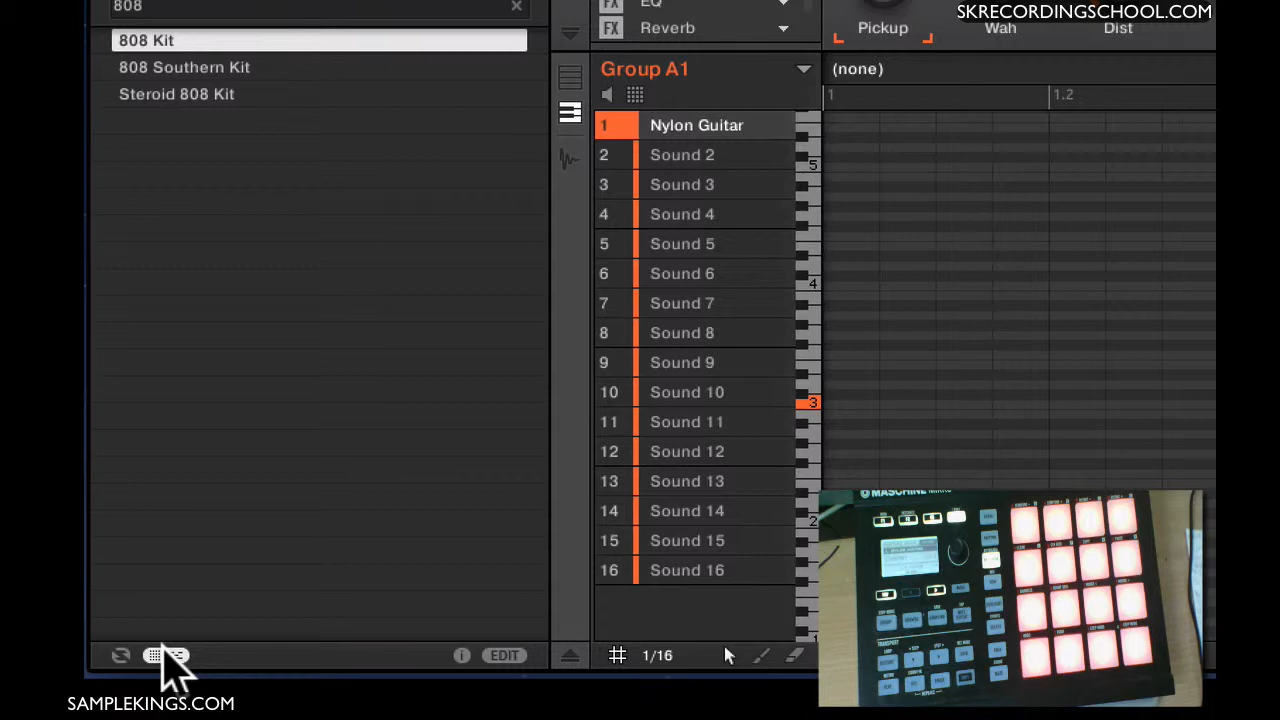 808
808 Kit
808 Southern Kit
Steroid 808 Kit
EDIT
FX
EQ
FX
Reverb
Group A1
1 Nylon Guitar
2 Sound 2
3 Sound 3
4 Sound 4
5 Sound 5
6 Sound 6
7 Sound 7
8 Sound 8
9 Sound 9
10 Sound 10
11 Sound 11
12 Sound 12
13 Sound 13
14 Sound 14
15 Sound 15
16 Sound 16
5
4
3
2
1
1/16
SKRECORDINGSCHOOL.COM
Pickup Wah Dist
(none)
1 1.2
MASCHINE MIKRO
SAMPLEKINGS.COM